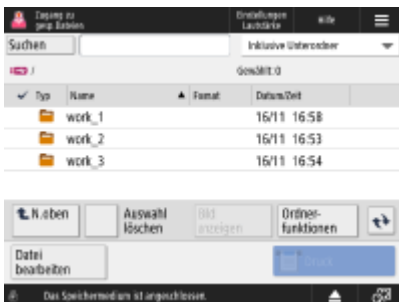 Zugang zu
gesp. Dateien
Einstellungen
Lautstärke
Hilfe
Suchen
Inklusive Unterordner
/
Gewählt:0
Typ Name Format Datum/Zeit
work_1 16/11 16:58
work_2 16/11 16:53
work_3 16/11 16:54
N.oben
Auswahl
löschen
Bild
anzeigen
Ordner-
funktionen
Datei
bearbeiten
Druck
Das Speichermedium ist angeschlossen.